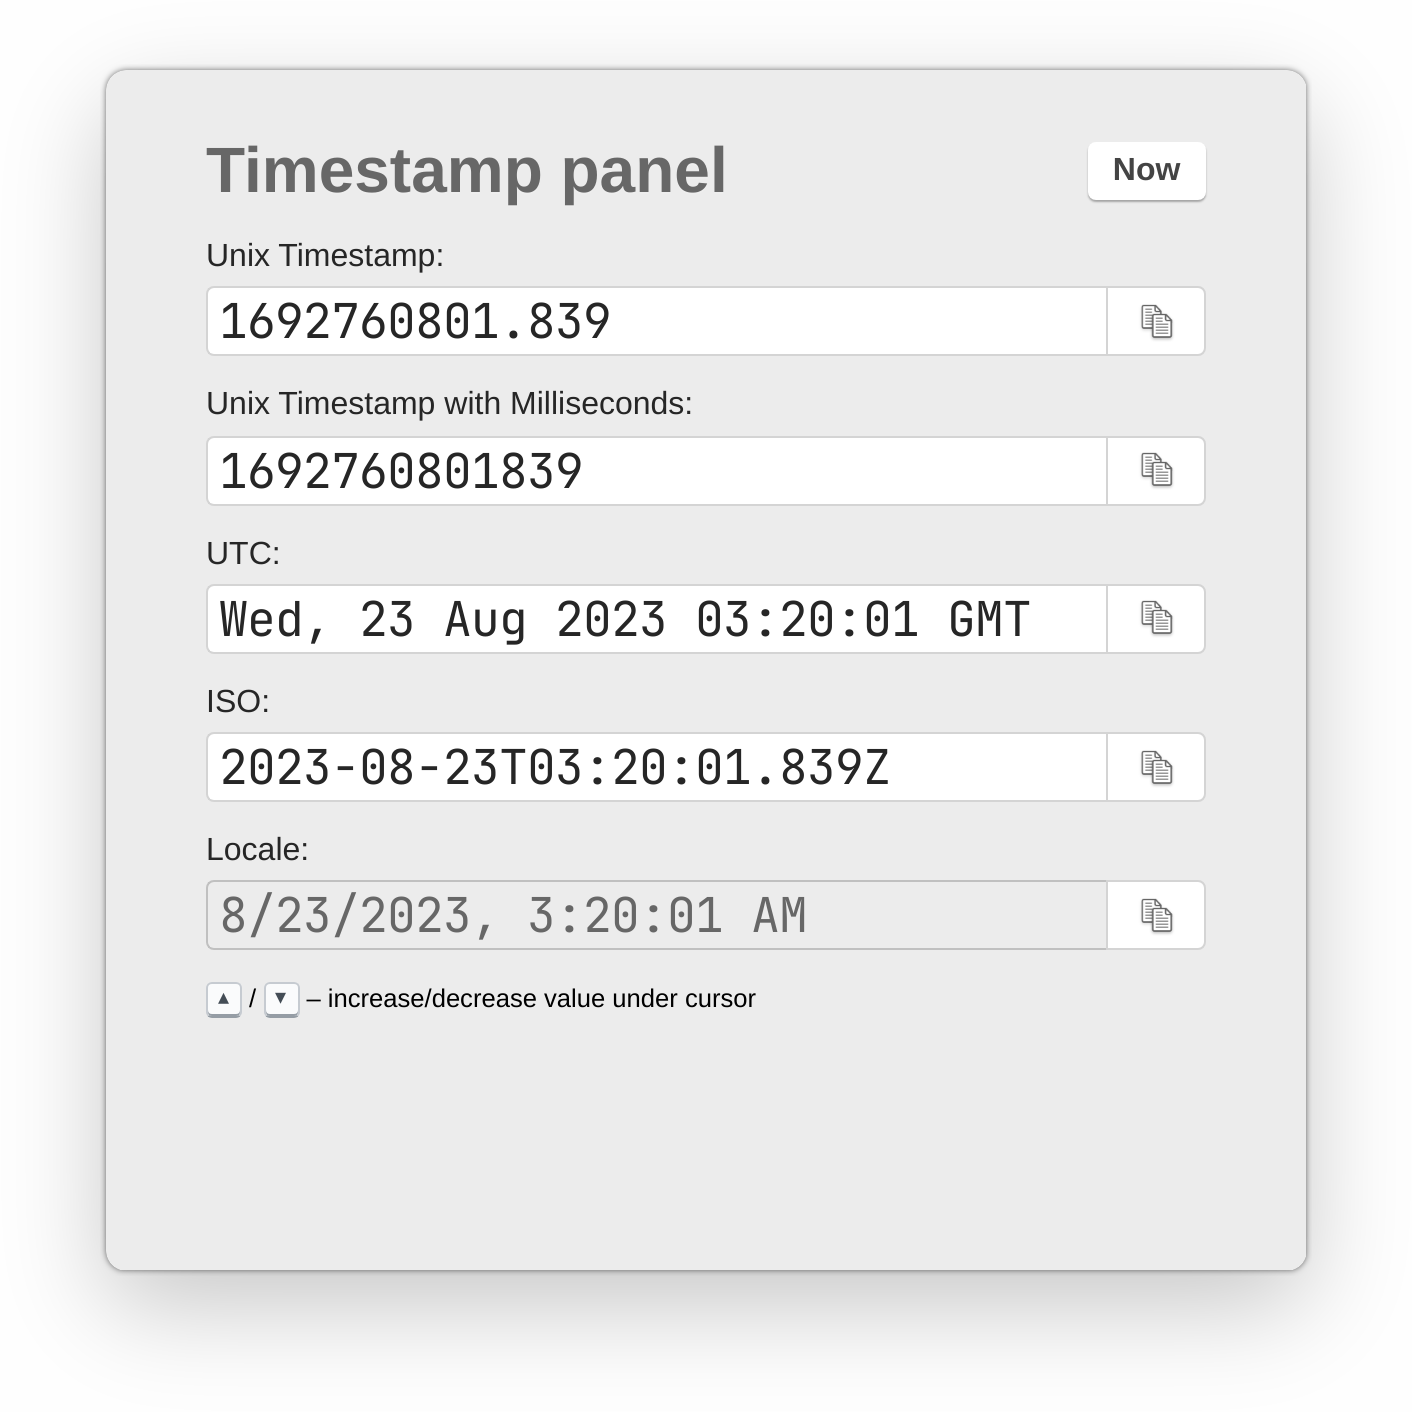 Timestamp panel
Now
Unix Timestamp:
1692760801.839
Unix Timestamp with Milliseconds:
1692760801839
UTC:
Wed, 23 Aug 2023 03:20:01 GMT
ISO:
2023-08-23T03:20:01.839Z
Locale:
8/23/2023, 3:20:01 AM
▲ / ▼ – increase/decrease value under cursor